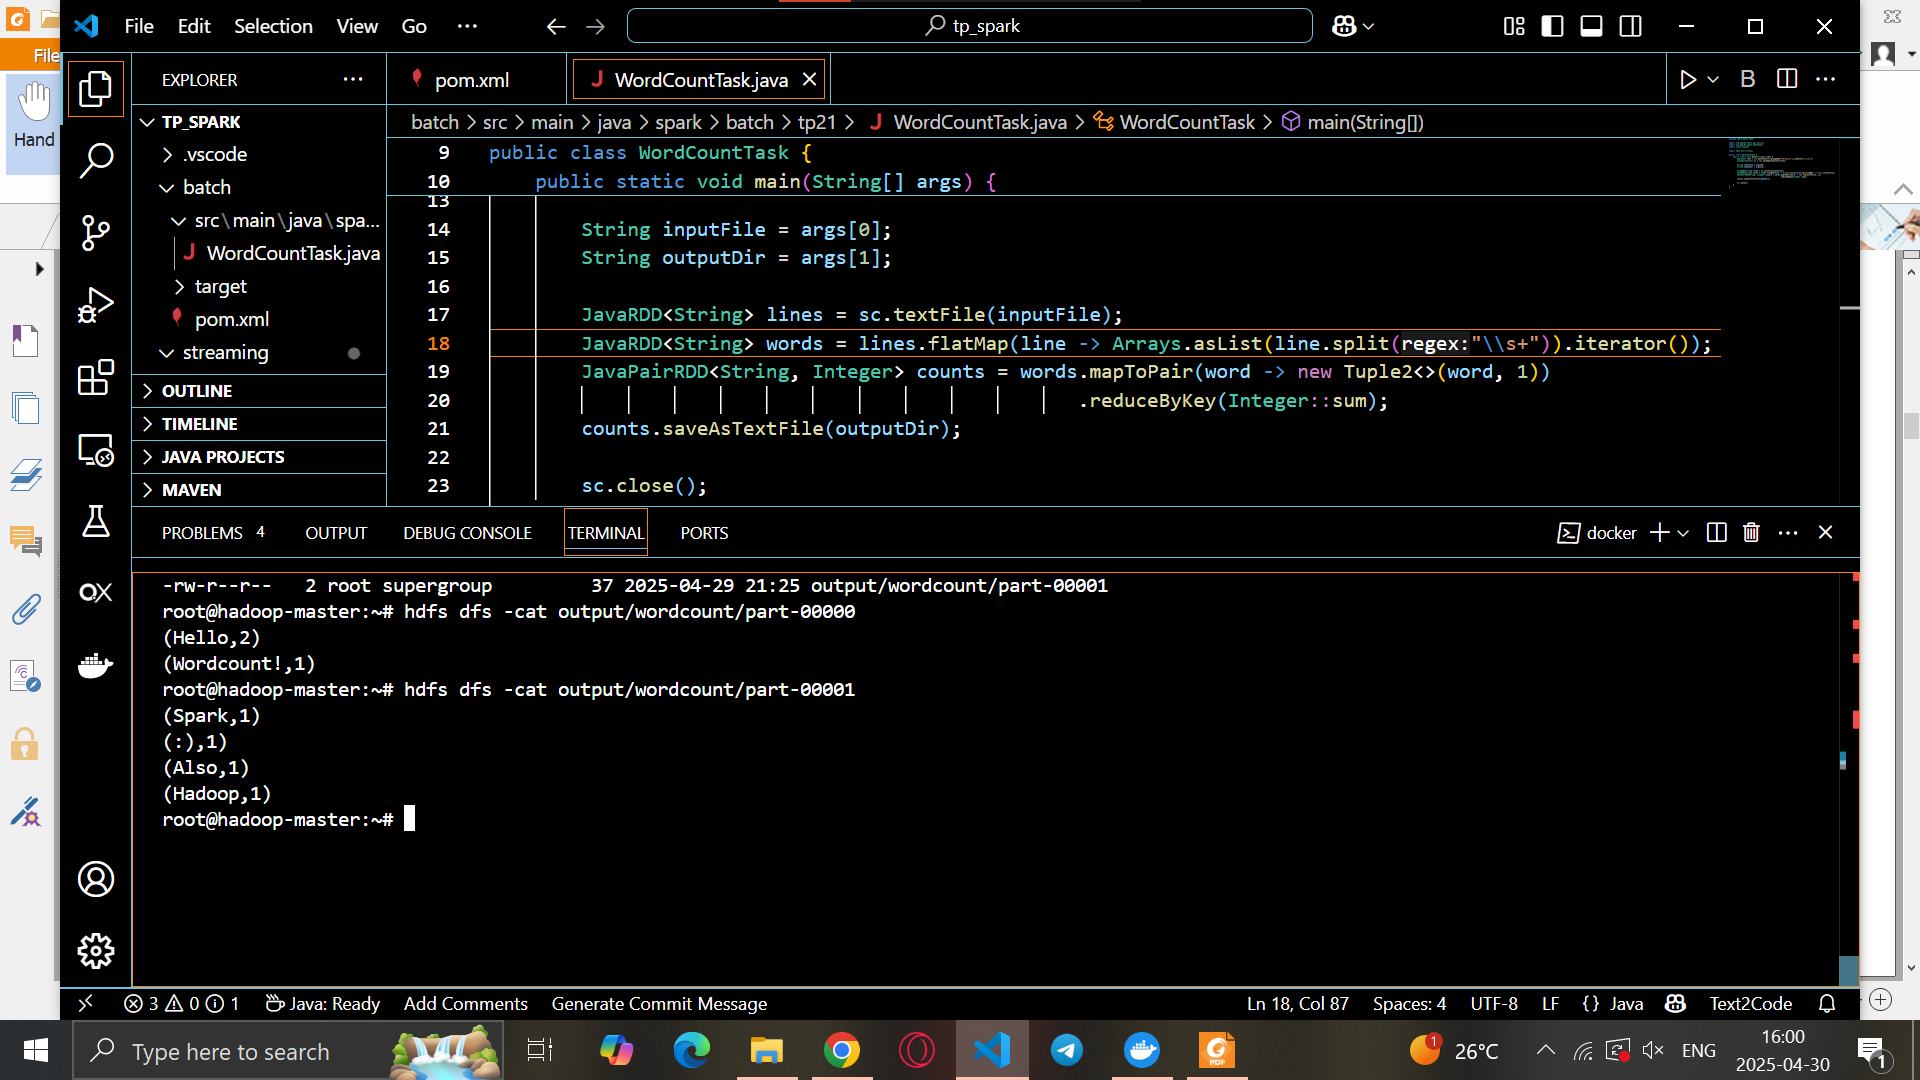 File Edit Selection View Go ··· tp_spark
File
Hand
EXPLORER ···
TP_SPARK
.vscode
batch
src\main\java\spa...
J WordCountTask.java
target
pom.xml
streaming
OUTLINE
TIMELINE
JAVA PROJECTS
MAVEN
pom.xml J WordCountTask.java
B
batch > src > main > java > spark > batch > tp21 > J WordCountTask.java > WordCountTask > main(String[])
9 public class WordCountTask {
10 public static void main(String[] args) {
13
14 String inputFile = args[0];
15 String outputDir = args[1];
16
17 JavaRDD<String> lines = sc.textFile(inputFile);
18 JavaRDD<String> words = lines.flatMap(line -> Arrays.asList(line.split(regex:"\\s+")).iterator());
19 JavaPairRDD<String, Integer> counts = words.mapToPair(word -> new Tuple2<>(word, 1))
20 .reduceByKey(Integer::sum);
21 counts.saveAsTextFile(outputDir);
22
23 sc.close();
PROBLEMS 4 OUTPUT DEBUG CONSOLE TERMINAL PORTS
docker
-rw-r--r-- 2 root supergroup 37 2025-04-29 21:25 output/wordcount/part-00001
root@hadoop-master:~# hdfs dfs -cat output/wordcount/part-00000
(Hello,2)
(Wordcount!,1)
root@hadoop-master:~# hdfs dfs -cat output/wordcount/part-00001
(Spark,1)
(:),1)
(Also,1)
(Hadoop,1)
root@hadoop-master:~#
3 0 1 Java: Ready Add Comments Generate Commit Message
Ln 18, Col 87 Spaces: 4 UTF-8 LF {} Java Text2Code
Type here to search
PDF
1 26°C ENG
16:00
2025-04-30
1